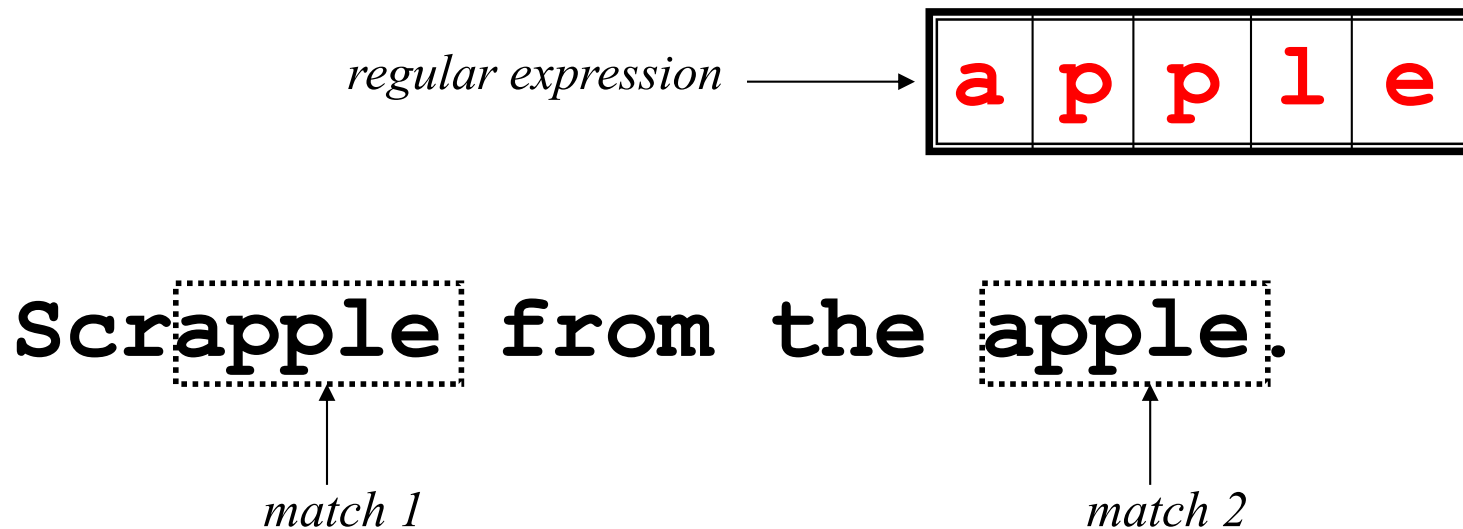 regular expression
a p p l e
Scrapple from the apple.
match 1
match 2